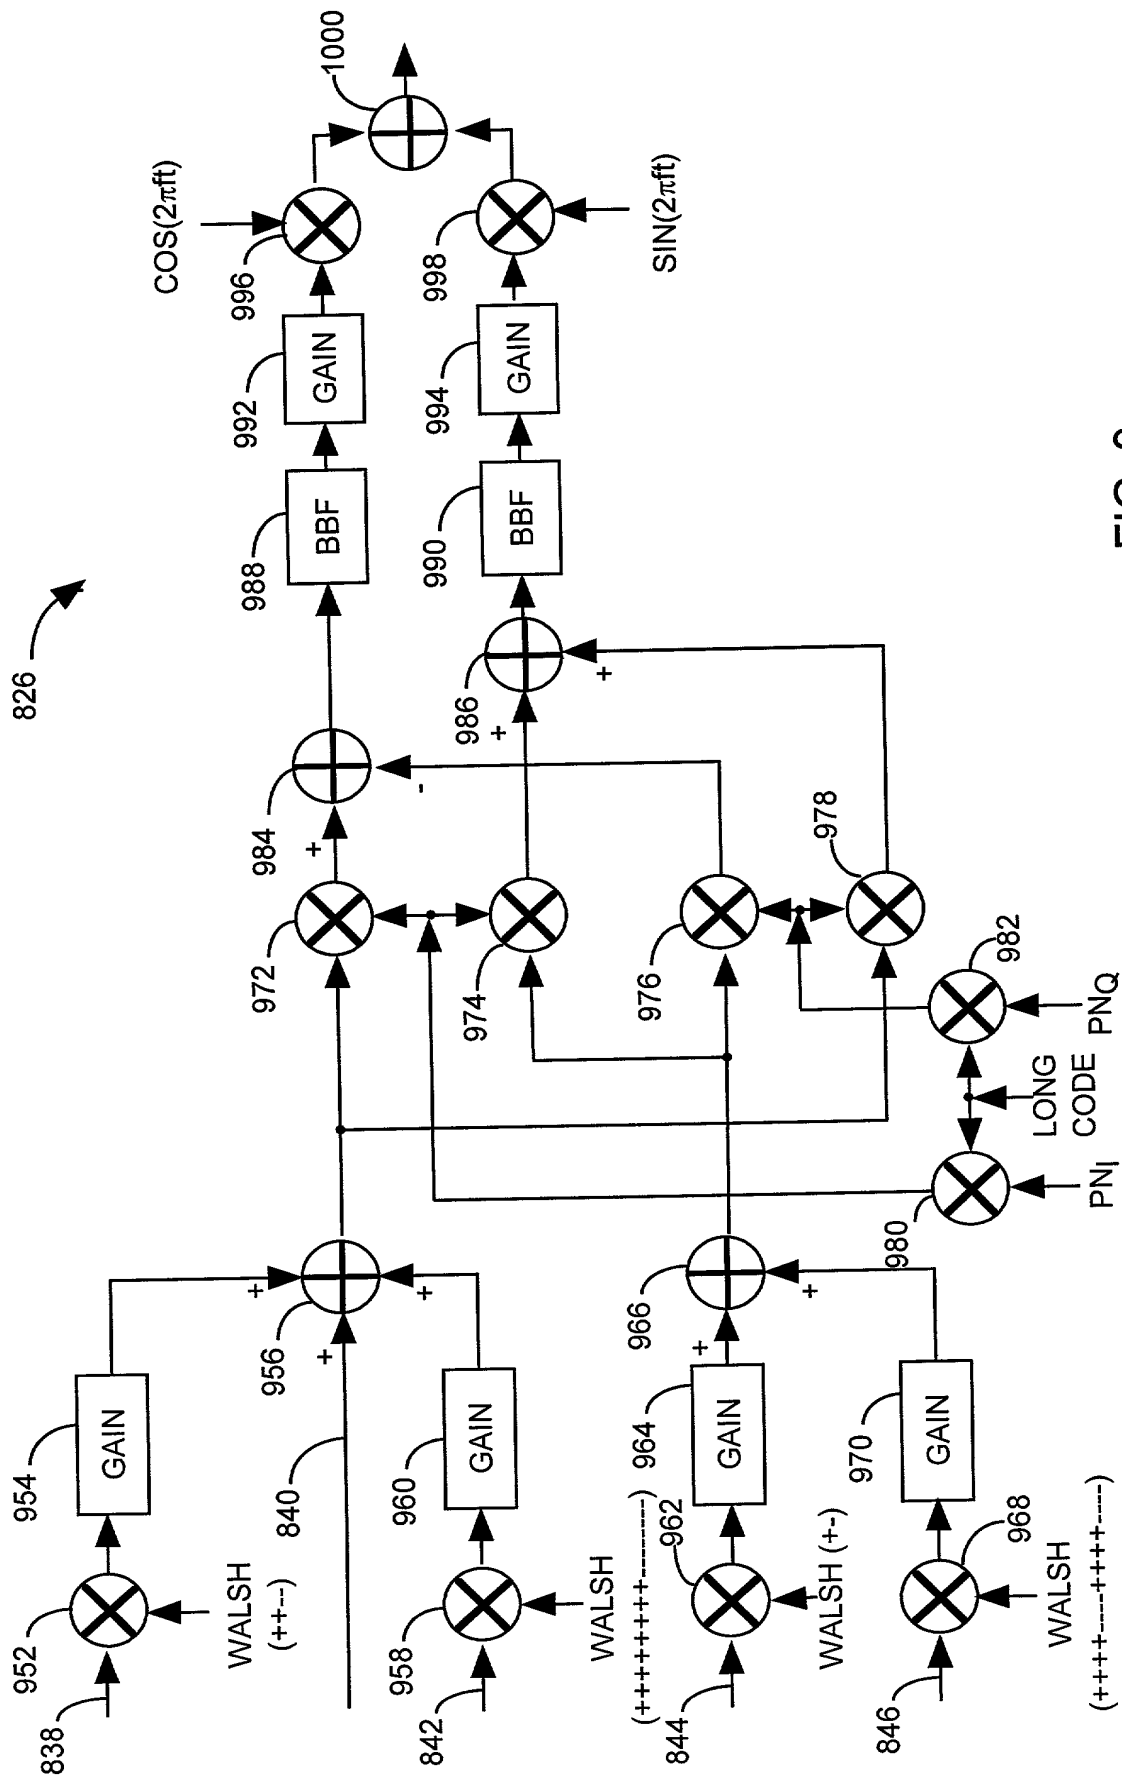 826
838
952
WALSH
(++--)
954
GAIN
840
956
+
+
+
842
958
WALSH
(++++++++--------)
960
GAIN
844
962
WALSH (+-)
964
GAIN
966
+
+
846
968
WALSH
(++++----++++----)
970
GAIN
980
PNI
LONG
CODE
982
PNQ
972
974
976
978
984
+
-
986
+
+
988
BBF
990
BBF
992
GAIN
994
GAIN
996
COS(2πft)
998
SIN(2πft)
1000